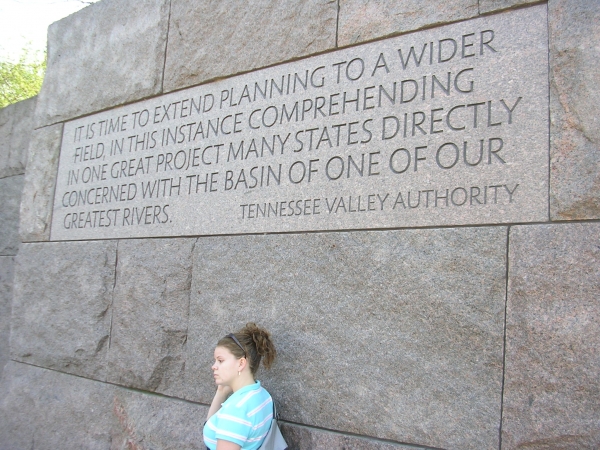 IT IS TIME TO EXTEND PLANNING TO A WIDER
FIELD, IN THIS INSTANCE COMPREHENDING
IN ONE GREAT PROJECT MANY STATES DIRECTLY
CONCERNED WITH THE BASIN OF ONE OF OUR
GREATEST RIVERS.
TENNESSEE VALLEY AUTHORITY